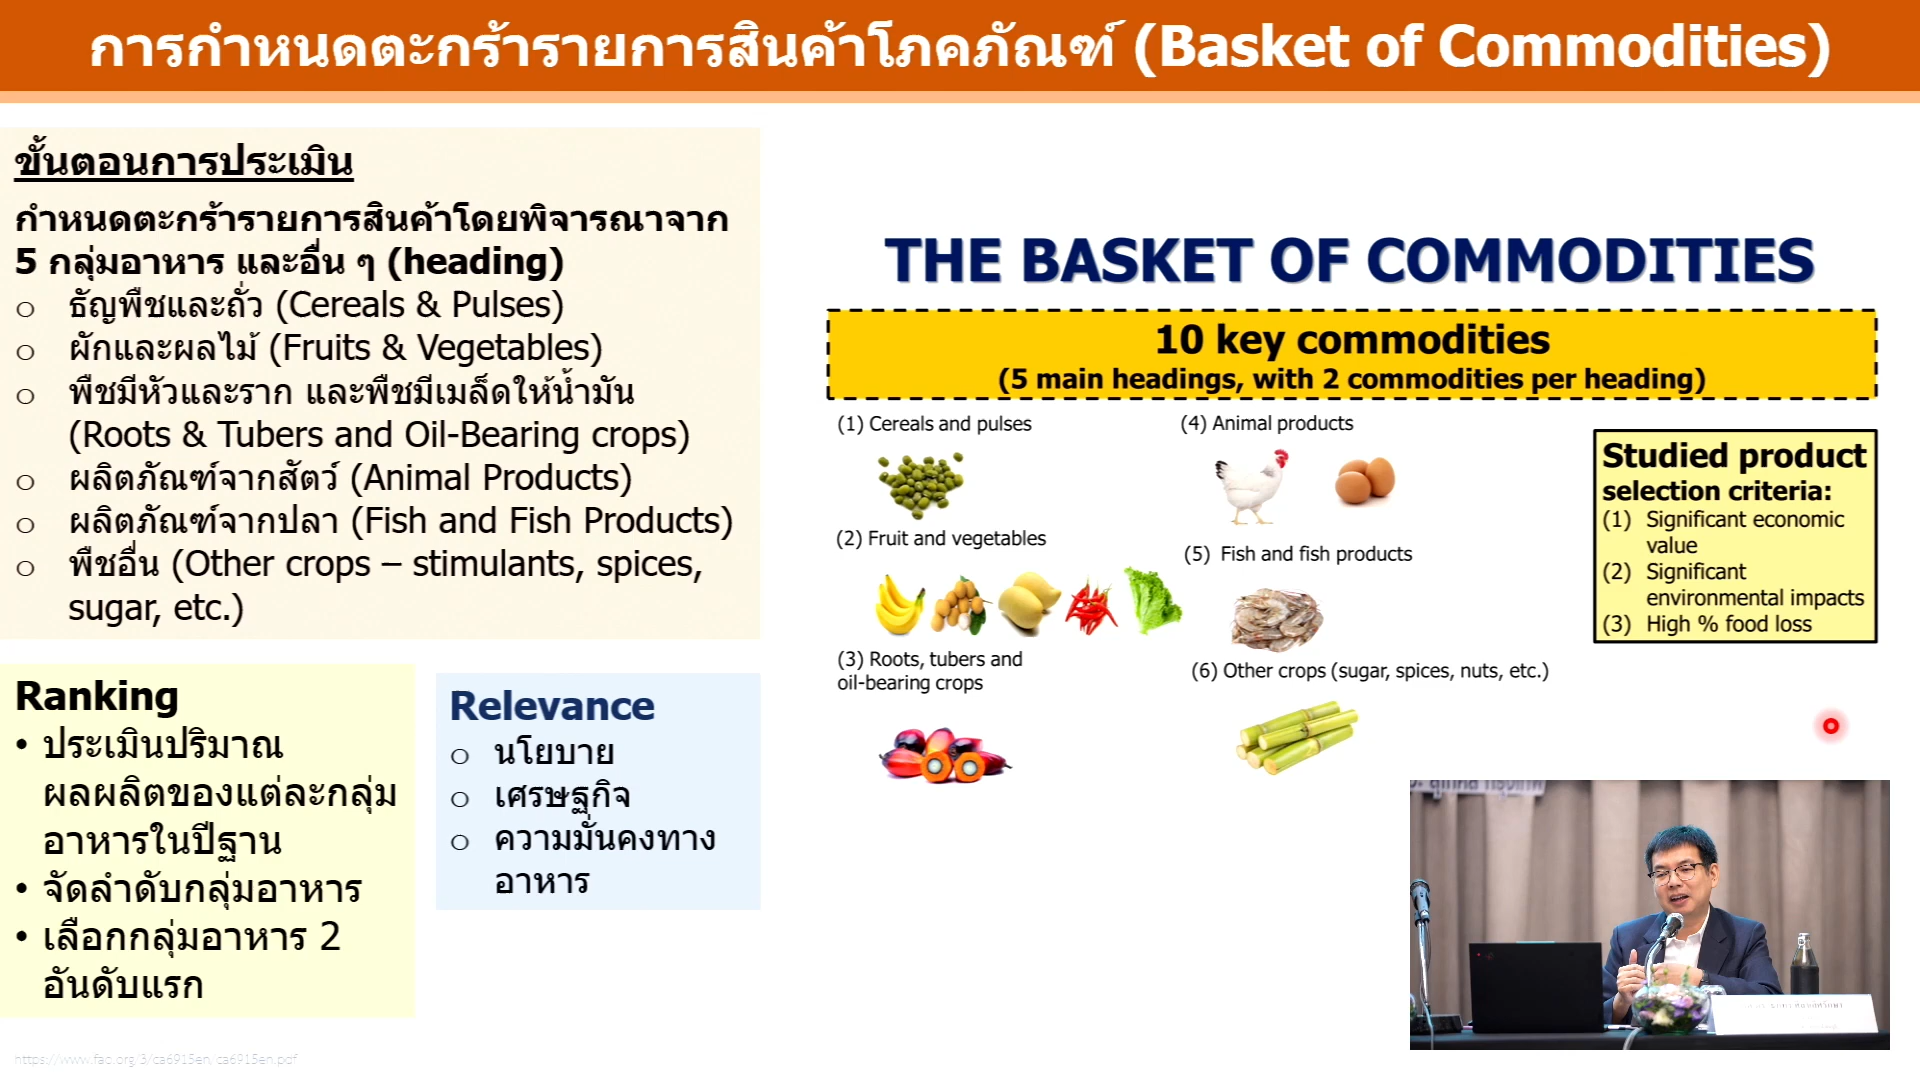 การกำหนดตะกร้ารายการสินค้าโภคภัณฑ์ (Basket of Commodities)
ขั้นตอนการประเมิน
กำหนดตะกร้ารายการสินค้าโดยพิจารณาจาก
5 กลุ่มอาหาร และอื่น ๆ (heading)
o ธัญพืชและถั่ว (Cereals & Pulses)
o ผักและผลไม้ (Fruits & Vegetables)
o พืชมีหัวและราก และพืชมีเมล็ดให้น้ำมัน
(Roots & Tubers and Oil-Bearing crops)
o ผลิตภัณฑ์จากสัตว์ (Animal Products)
o ผลิตภัณฑ์จากปลา (Fish and Fish Products)
o พืชอื่น (Other crops – stimulants, spices,
sugar, etc.)
Ranking
• ประเมินปริมาณ
ผลผลิตของแต่ละกลุ่ม
อาหารในปีฐาน
• จัดลำดับกลุ่มอาหาร
• เลือกกลุ่มอาหาร 2
อันดับแรก
Relevance
o นโยบาย
o เศรษฐกิจ
o ความมั่นคงทาง
อาหาร
THE BASKET OF COMMODITIES
10 key commodities
(5 main headings, with 2 commodities per heading)
(1) Cereals and pulses
(2) Fruit and vegetables
(3) Roots, tubers and
oil-bearing crops
(4) Animal products
(5) Fish and fish products
(6) Other crops (sugar, spices, nuts, etc.)
Studied product
selection criteria:
(1) Significant economic
value
(2) Significant
environmental impacts
(3) High % food loss
https://www.fao.org/3/ca6915en/ca6915en.pdf